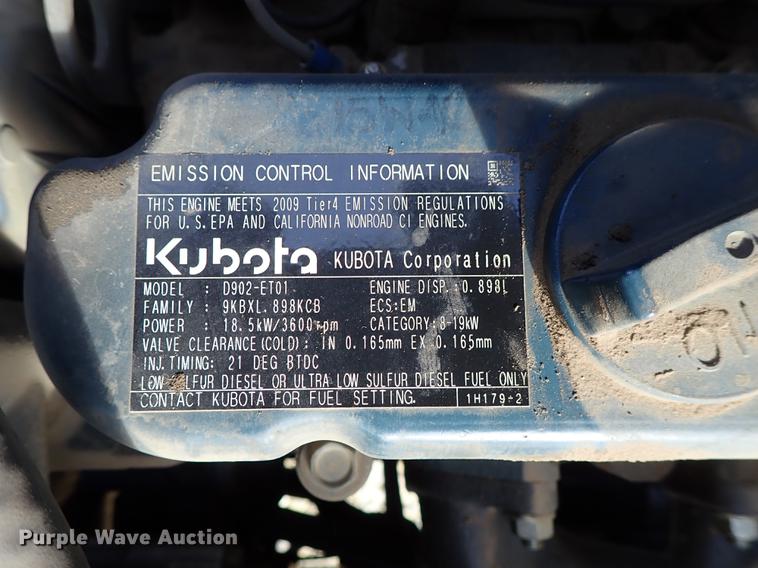 EMISSION CONTROL INFORMATION
THIS ENGINE MEETS 2009 Tier4 EMISSION REGULATIONS
FOR U.S.EPA AND CALIFORNIA NONROAD CI ENGINES.
Kubota KUBOTA Corporation
MODEL : D902-ET01 ENGINE DISP.:0.898L
FAMILY : 9KBXL.898KCB ECS:EM
POWER : 18.5kW/3600rpm CATEGORY:8-19kW
VALVE CLEARANCE(COLD): IN 0.165mm EX 0.165mm
INJ.TIMING: 21 DEG BTDC
LOW SULFUR DIESEL OR ULTRA LOW SULFUR DIESEL FUEL ONLY
CONTACT KUBOTA FOR FUEL SETTING. 1H179-2
OI
Purple Wave Auction